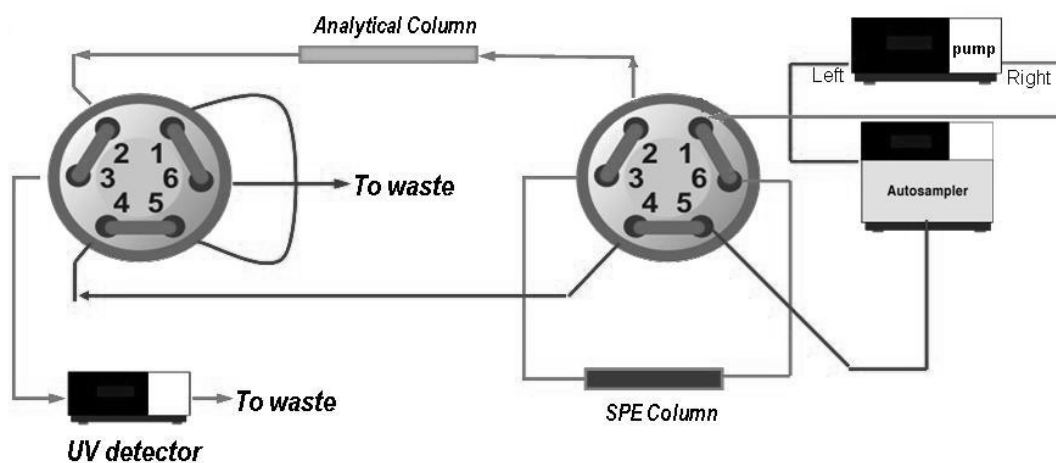 Analytical Column
pump
Left
Right
2 1
3 6
4 5
To waste
2 1
3 6
4 5
Autosampler
SPE Column
To waste
UV detector